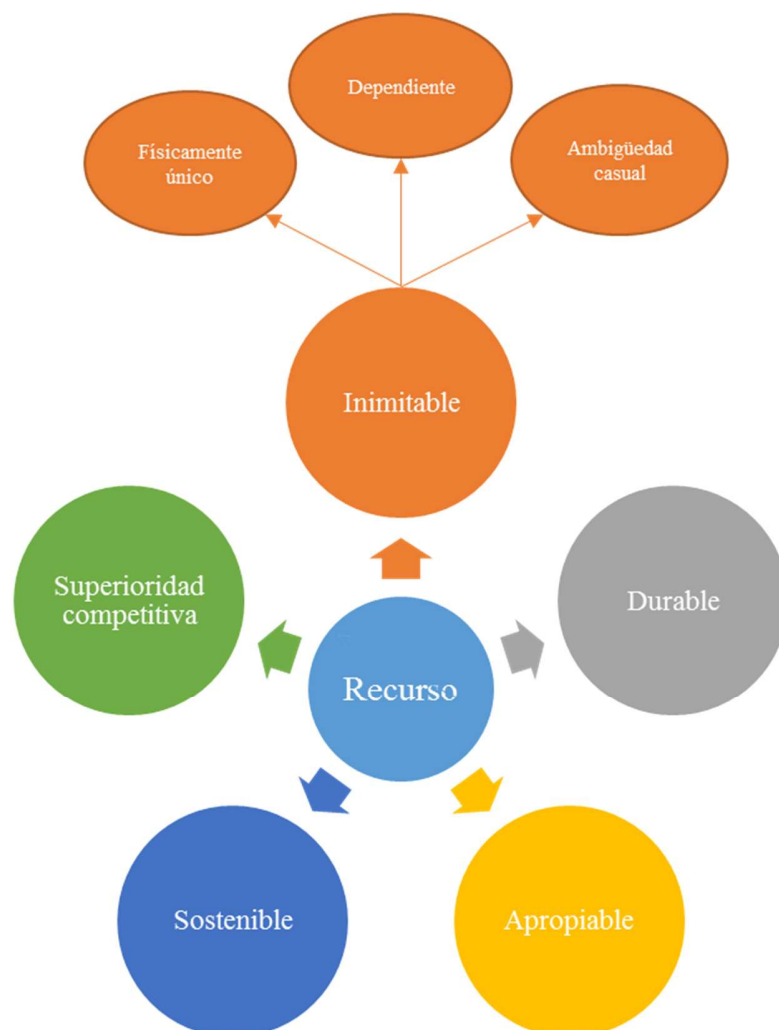 Dependiente
Físicamente
único
Ambigüedad
casual
Inimitable
Superioridad
competitiva
Durable
Recurso
Sostenible
Apropiable